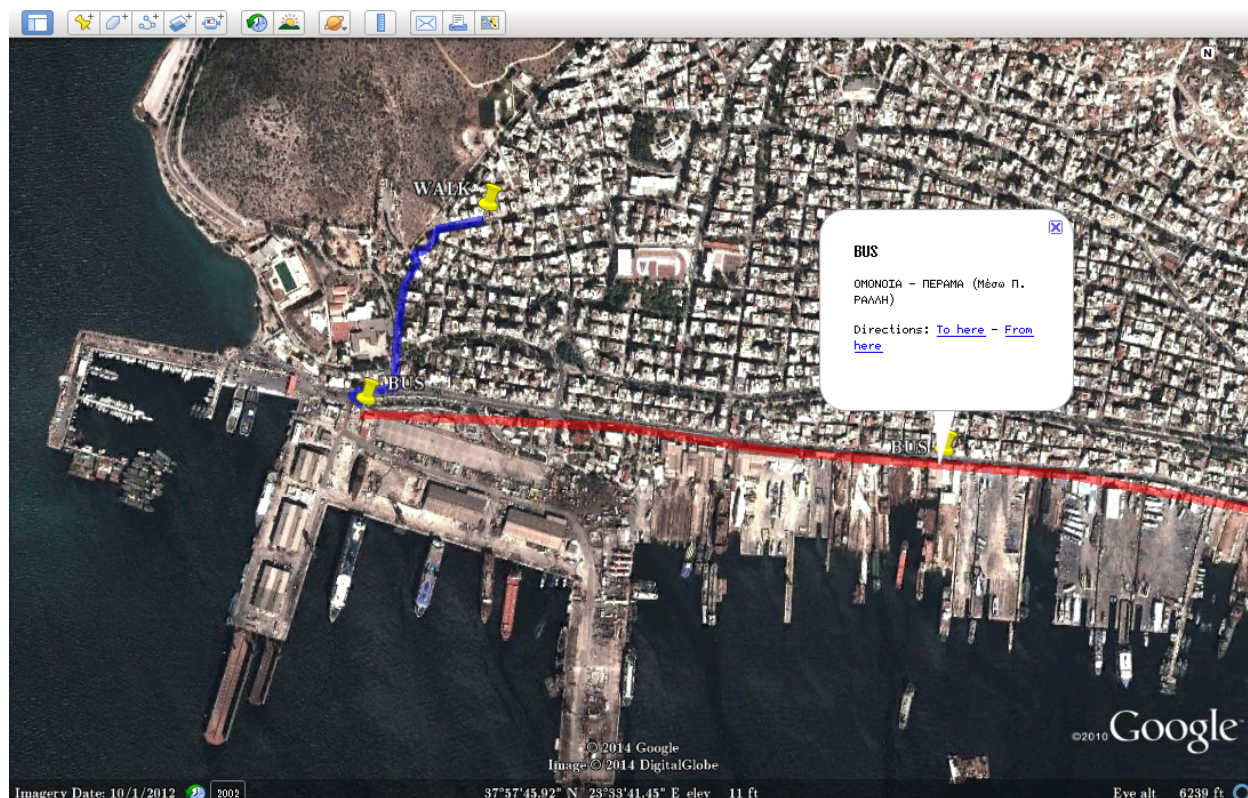 N
WALK
BUS
ΟΜΟΝΟΙΑ - ΠΕΡΑΜΑ (Μέσω Π.
ΡΑΛΛΗ)
Directions: To here - From
here
BUS
BUS
©2010 Google
© 2014 Google
Image © 2014 DigitalGlobe
Imagery Date: 10/1/2012 2002 37°57'45.92" N 23°33'41.45" E elev 11 ft Eye alt 6239 ft